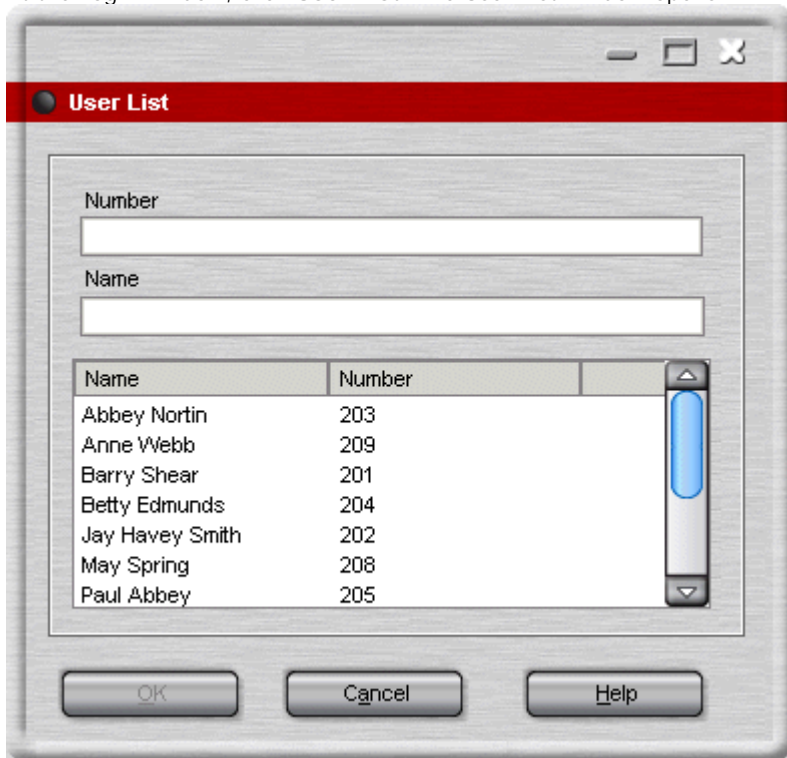 User List
Number
Name
Name Number
Abbey Nortin 203
Anne Webb 209
Barry Shear 201
Betty Edmunds 204
Jay Havey Smith 202
May Spring 208
Paul Abbey 205
OK Cancel Help